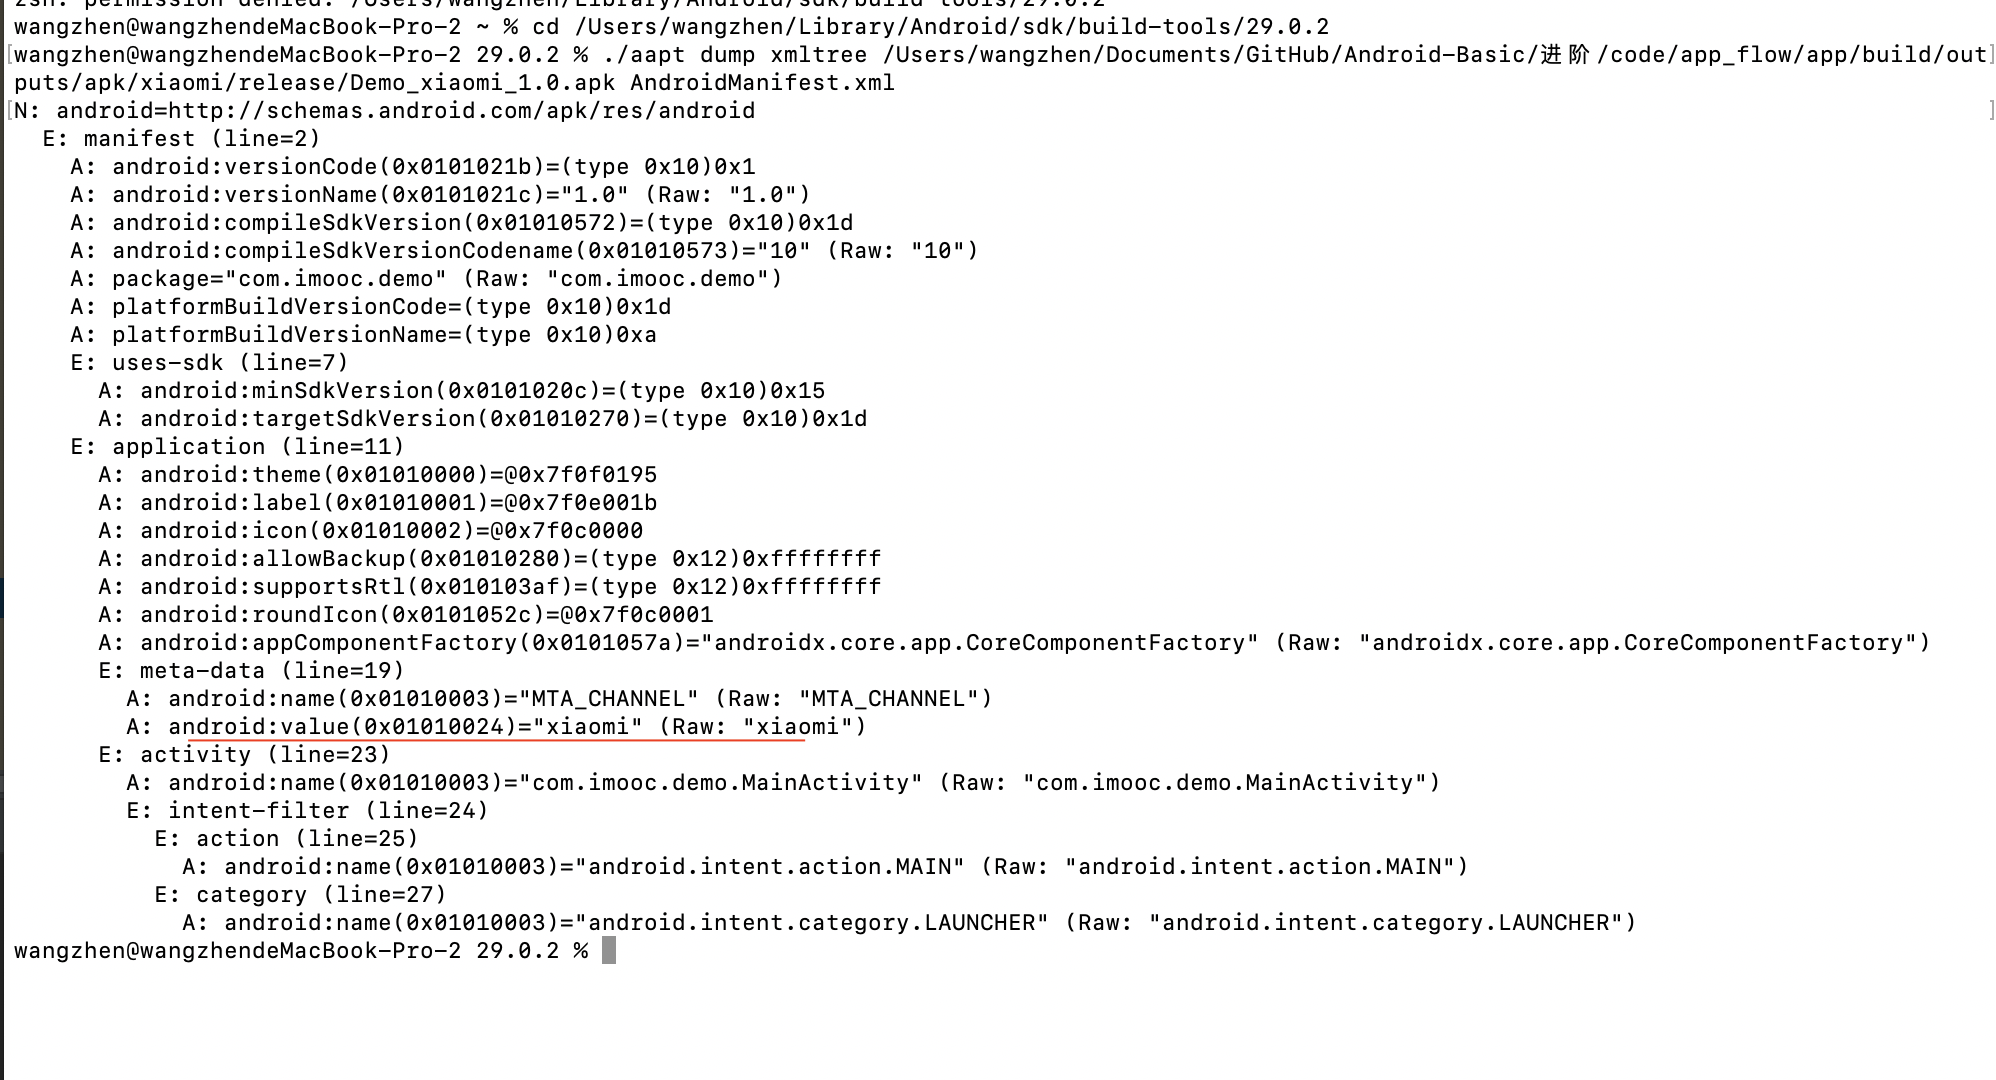 zsh: permission denied: /Users/wangzhen/Library/Android/sdk/build-tools/29.0.2
wangzhen@wangzhendeMacBook-Pro-2 ~ % cd /Users/wangzhen/Library/Android/sdk/build-tools/29.0.2
[wangzhen@wangzhendeMacBook-Pro-2 29.0.2 % ./aapt dump xmltree /Users/wangzhen/Documents/GitHub/Android-Basic/进阶/code/app_flow/app/build/out]
puts/apk/xiaomi/release/Demo_xiaomi_1.0.apk AndroidManifest.xml
[N: android=http://schemas.android.com/apk/res/android ]
E: manifest (line=2)
A: android:versionCode(0x0101021b)=(type 0x10)0x1
A: android:versionName(0x0101021c)="1.0" (Raw: "1.0")
A: android:compileSdkVersion(0x01010572)=(type 0x10)0x1d
A: android:compileSdkVersionCodename(0x01010573)="10" (Raw: "10")
A: package="com.imooc.demo" (Raw: "com.imooc.demo")
A: platformBuildVersionCode=(type 0x10)0x1d
A: platformBuildVersionName=(type 0x10)0xa
E: uses-sdk (line=7)
A: android:minSdkVersion(0x0101020c)=(type 0x10)0x15
A: android:targetSdkVersion(0x01010270)=(type 0x10)0x1d
E: application (line=11)
A: android:theme(0x01010000)=@0x7f0f0195
A: android:label(0x01010001)=@0x7f0e001b
A: android:icon(0x01010002)=@0x7f0c0000
A: android:allowBackup(0x01010280)=(type 0x12)0xffffffff
A: android:supportsRtl(0x010103af)=(type 0x12)0xffffffff
A: android:roundIcon(0x0101052c)=@0x7f0c0001
A: android:appComponentFactory(0x0101057a)="androidx.core.app.CoreComponentFactory" (Raw: "androidx.core.app.CoreComponentFactory")
E: meta-data (line=19)
A: android:name(0x01010003)="MTA_CHANNEL" (Raw: "MTA_CHANNEL")
A: android:value(0x01010024)="xiaomi" (Raw: "xiaomi")
E: activity (line=23)
A: android:name(0x01010003)="com.imooc.demo.MainActivity" (Raw: "com.imooc.demo.MainActivity")
E: intent-filter (line=24)
E: action (line=25)
A: android:name(0x01010003)="android.intent.action.MAIN" (Raw: "android.intent.action.MAIN")
E: category (line=27)
A: android:name(0x01010003)="android.intent.category.LAUNCHER" (Raw: "android.intent.category.LAUNCHER")
wangzhen@wangzhendeMacBook-Pro-2 29.0.2 %